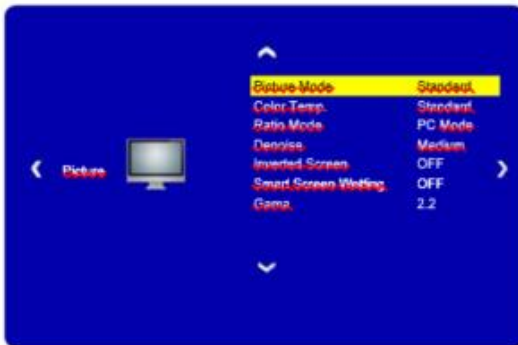 Picture
Picture Mode Standard
Color Temp. Standard
Ratio Mode PC Mode
Denoise Medium
Inverted Screen OFF
Smart Screen Wetting OFF
Gama 2.2